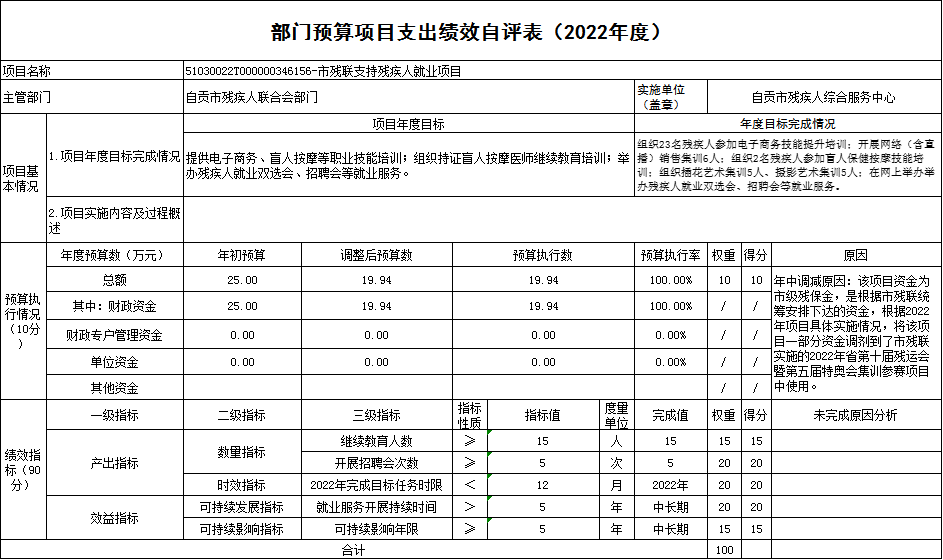 部门预算项目支出绩效自评表（2022年度）
项目名称 51030022T000000346156-市残联支持残疾人就业项目
主管部门 自贡市残疾人联合会部门 实施单位（盖章） 自贡市残疾人综合服务中心
项目基本情况 1.项目年度目标完成情况 项目年度目标 年度目标完成情况
提供电子商务、盲人按摩等职业技能培训；组织持证盲人按摩医师继续教育培训；举
办残疾人就业双选会、招聘会等就业服务。
组织23名残疾人参加电子商务技能提升培训；开展网络（含直
播）销售集训6人；组织2名残疾人参加盲人保健按摩技能培
训；组织插花艺术集训5人、摄影艺术集训5人；在网上举办举
办残疾人就业双选会、招聘会等就业服务。
2.项目实施内容及过程概
述
预算执行情况（10分） 年度预算数（万元） 年初预算 调整后预算数 预算执行数 预算执行率 权重 得分 原因
总额 25.00 19.94 19.94 100.00% 10 10
其中：财政资金 25.00 19.94 19.94 100.00% / /
财政专户管理资金 0.00 0.00 0.00 0.00% / /
单位资金 0.00 0.00 0.00 0.00% / /
其他资金 / /
年中调减原因：该项目资金为
市级残保金，是根据市残联统
筹安排下达的资金，根据2022
年项目具体实施情况，将该项
目一部分资金调剂到了市残联
实施的2022年省第十届残运会
暨第五届特奥会集训参赛项目
中使用。
绩效指标（90分） 一级指标 二级指标 三级指标 指标性质 指标值 度量单位 完成值 权重 得分 未完成原因分析
产出指标 数量指标 继续教育人数 ≥ 15 人 15 15 15
开展招聘会次数 ≥ 5 次 5 20 20
时效指标 2022年完成目标任务时限 ＜ 12 月 2022年 20 20
效益指标 可持续发展指标 就业服务开展持续时间 ＞ 5 年 中长期 20 20
可持续影响指标 可持续影响年限 ＞ 5 年 中长期 15 15
合计 100